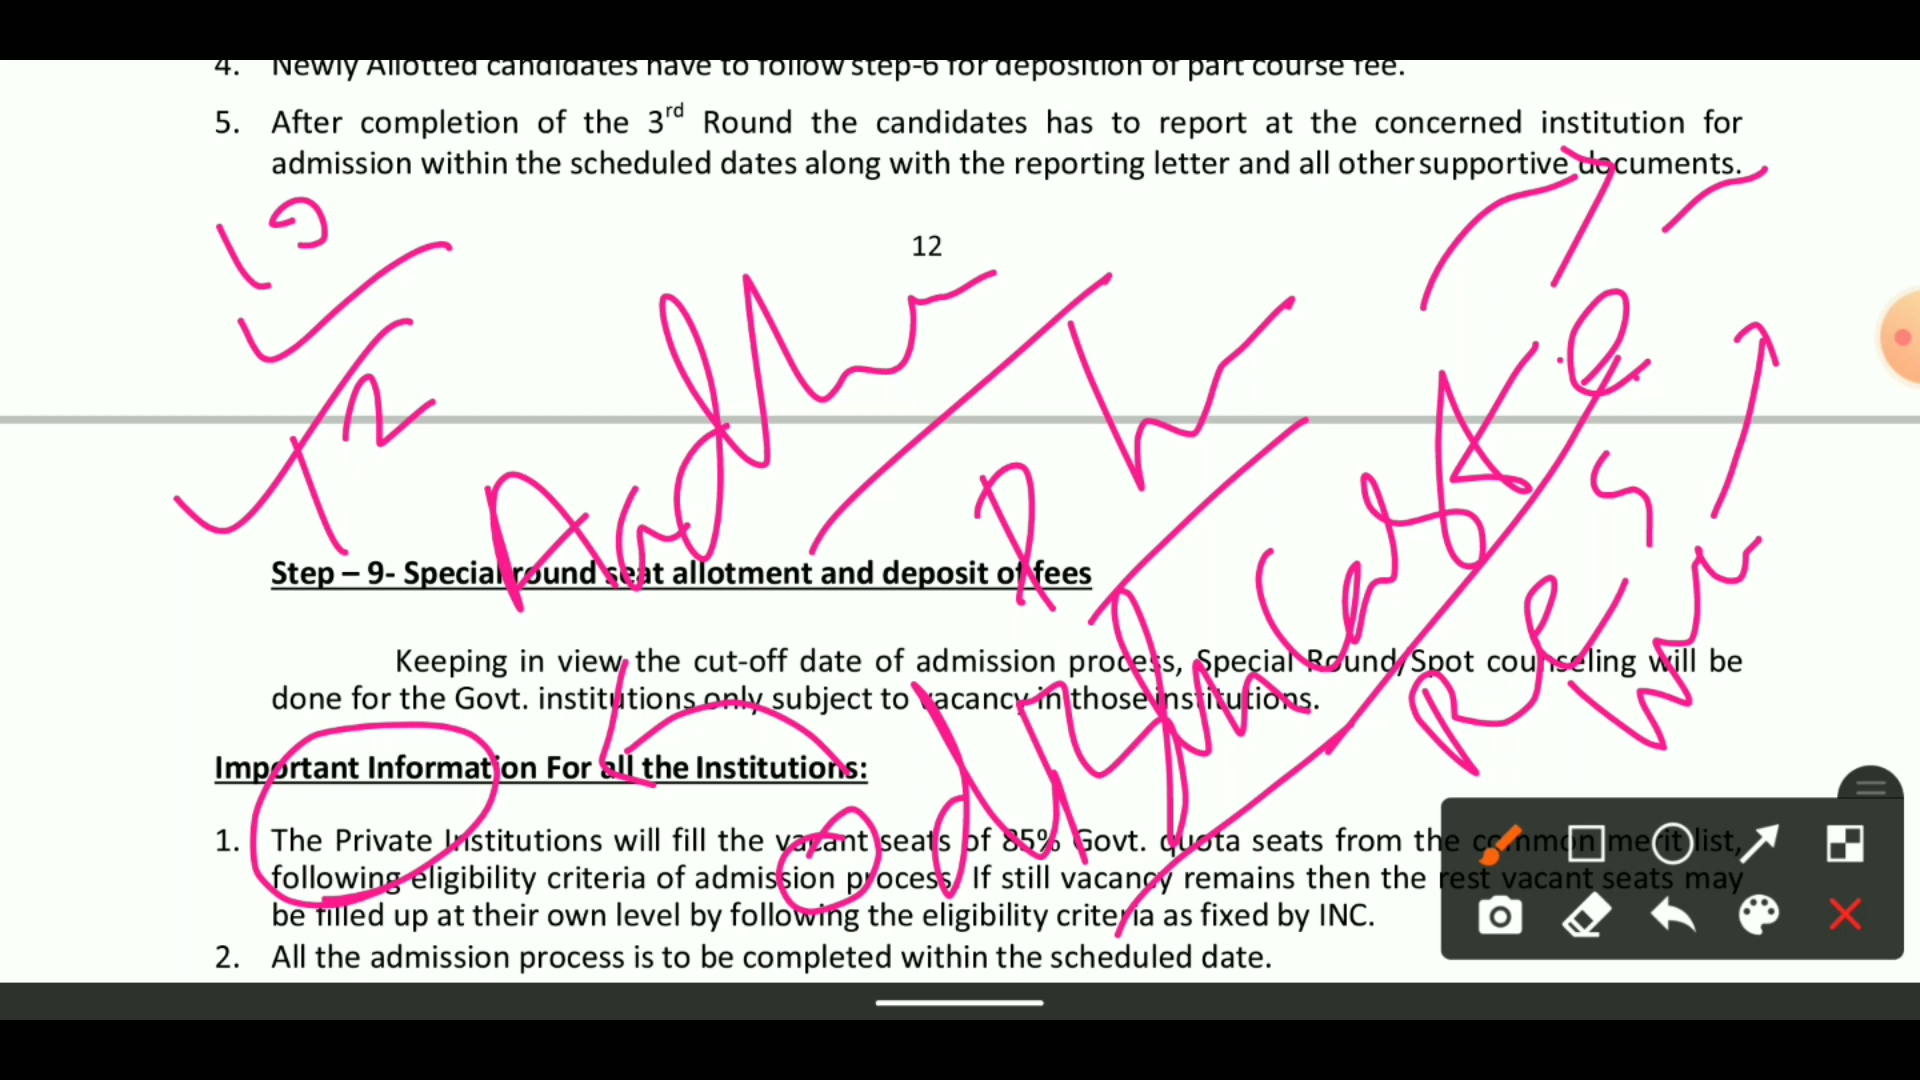 4. Newly Allotted candidates have to follow step-6 for deposition of part course fee.
5. After completion of the 3rd Round the candidates has to report at the concerned institution for
admission within the scheduled dates along with the reporting letter and all other supportive documents.
12
Step – 9- Special round seat allotment and deposit of fees
Keeping in view the cut-off date of admission process, Special Round/Spot counseling will be
done for the Govt. institutions only subject to vacancy in those institutions.
Important Information For all the Institutions:
1. The Private Institutions will fill the vacant seats of 85% Govt. quota seats from the common merit list,
following eligibility criteria of admission process. If still vacancy remains then the rest vacant seats may
be filled up at their own level by following the eligibility criteria as fixed by INC.
2. All the admission process is to be completed within the scheduled date.